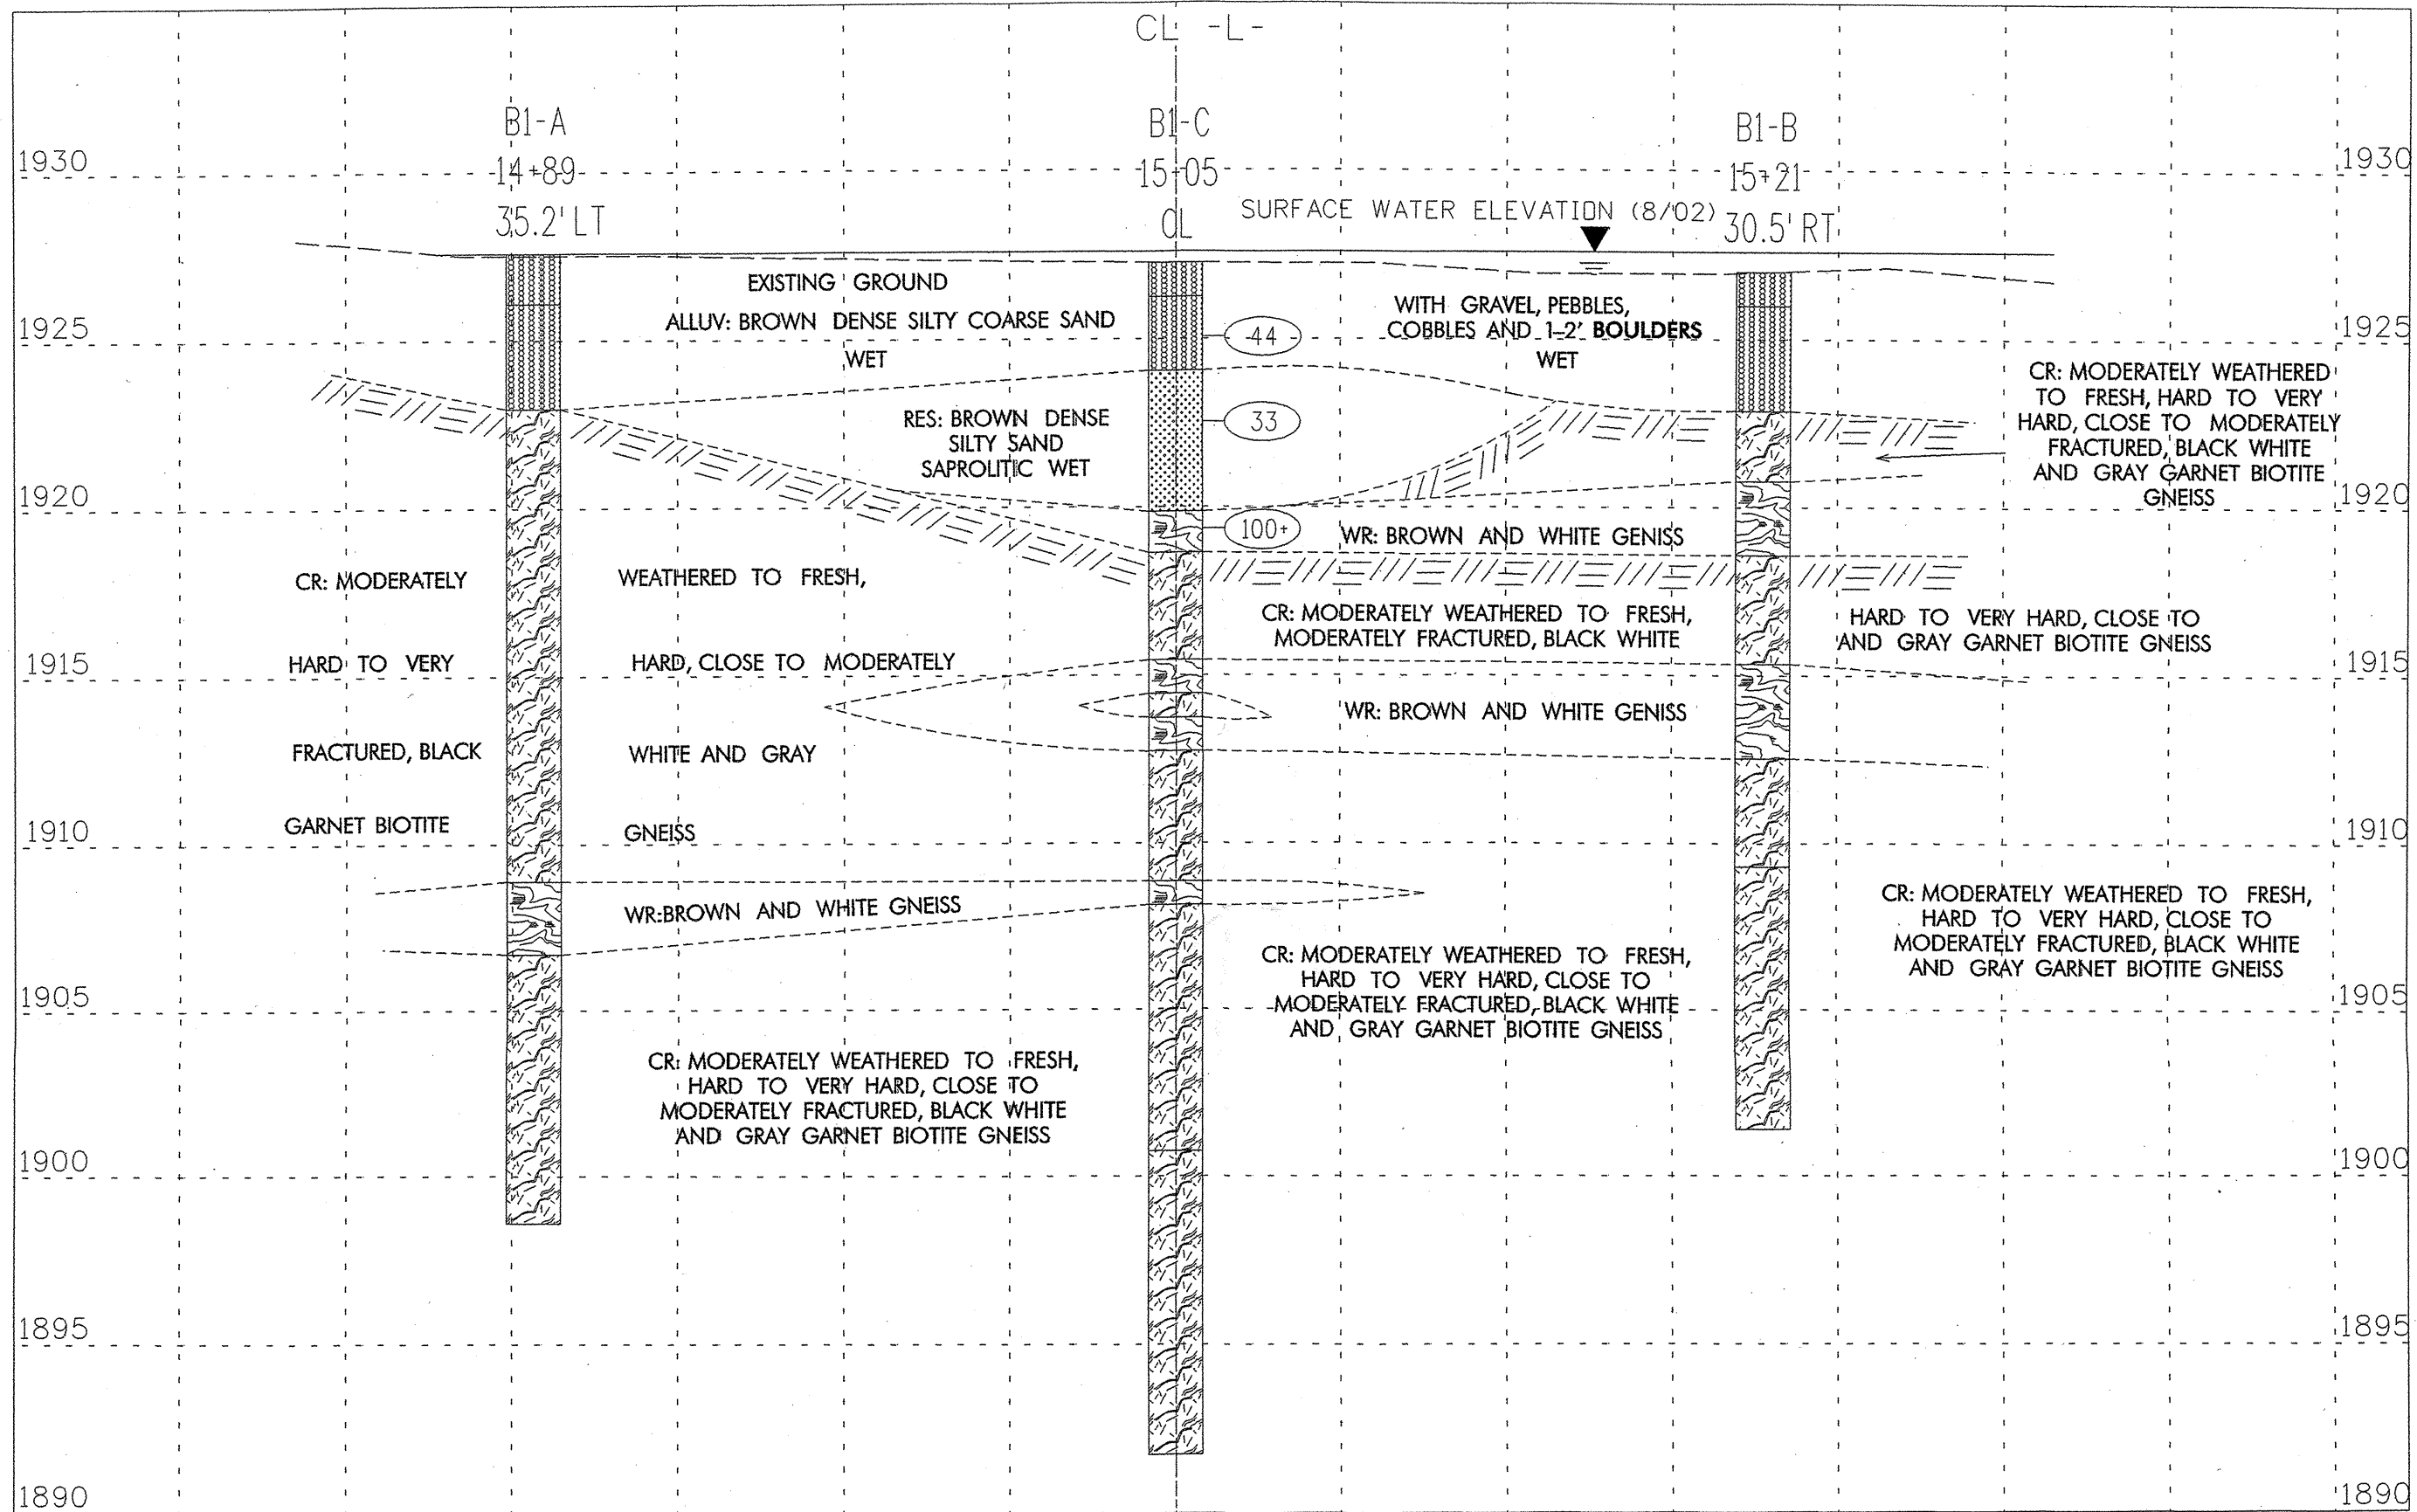 CL -L-
B1-A
14+89
35.2' LT
B1-C
15+05
CL
B1-B
15+21
30.5' RT
SURFACE WATER ELEVATION (8/02)
1930
1930
EXISTING GROUND
ALLUV: BROWN DENSE SILTY COARSE SAND
WET
WITH GRAVEL, PEBBLES,
COBBLES AND 1-2' BOULDERS
WET
1925
1925
44
33
100+
RES: BROWN DENSE
SILTY SAND
SAPROLITIC WET
CR: MODERATELY WEATHERED
TO FRESH, HARD TO VERY
HARD, CLOSE TO MODERATELY
FRACTURED, BLACK WHITE
AND GRAY GARNET BIOTITE
GNEISS
1920
1920
WR: BROWN AND WHITE GENISS
CR: MODERATELY WEATHERED TO FRESH,
HARD TO VERY HARD, CLOSE TO MODERATELY
FRACTURED, BLACK WHITE AND GRAY
GARNET BIOTITE GNEISS
CR: MODERATELY WEATHERED TO FRESH, HARD TO VERY HARD, CLOSE TO
MODERATELY FRACTURED, BLACK WHITE AND GRAY GARNET BIOTITE GNEISS
1915
1915
WR: BROWN AND WHITE GENISS
1910
1910
WR:BROWN AND WHITE GNEISS
CR: MODERATELY WEATHERED TO FRESH,
HARD TO VERY HARD, CLOSE TO
MODERATELY FRACTURED, BLACK WHITE
AND GRAY GARNET BIOTITE GNEISS
CR: MODERATELY WEATHERED TO FRESH,
HARD TO VERY HARD, CLOSE TO
MODERATELY FRACTURED, BLACK WHITE
AND GRAY GARNET BIOTITE GNEISS
1905
1905
CR: MODERATELY WEATHERED TO FRESH,
HARD TO VERY HARD, CLOSE TO
MODERATELY FRACTURED, BLACK WHITE
AND GRAY GARNET BIOTITE GNEISS
1900
1900
1895
1895
1890
1890